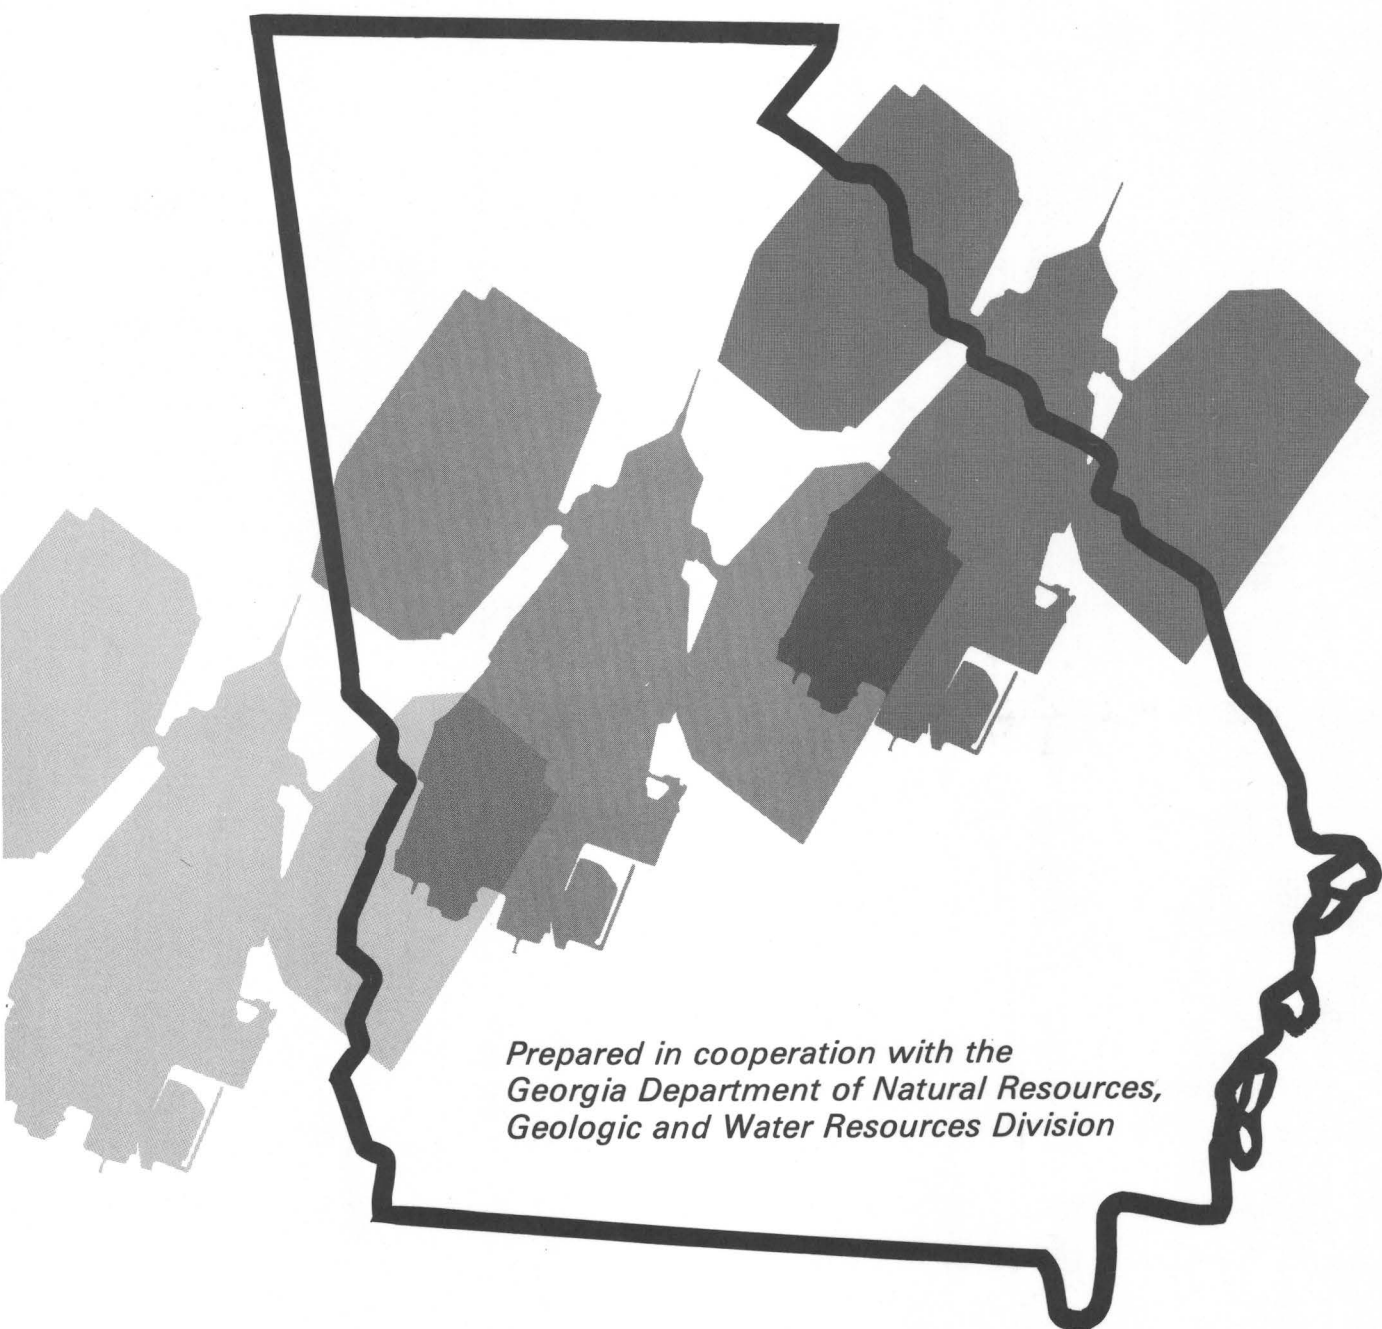 Prepared in cooperation with the
Georgia Department of Natural Resources,
Geologic and Water Resources Division